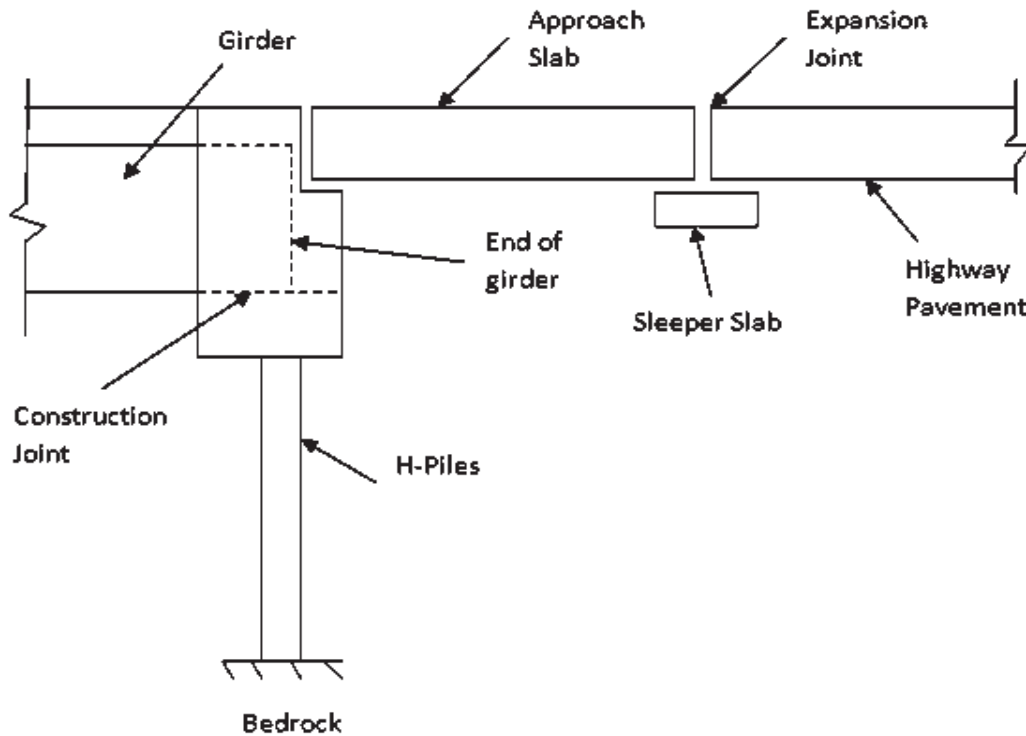 Girder
Approach
Slab
Expansion
Joint
End of
girder
Sleeper Slab
Highway
Pavement
Construction
Joint
H-Piles
Bedrock